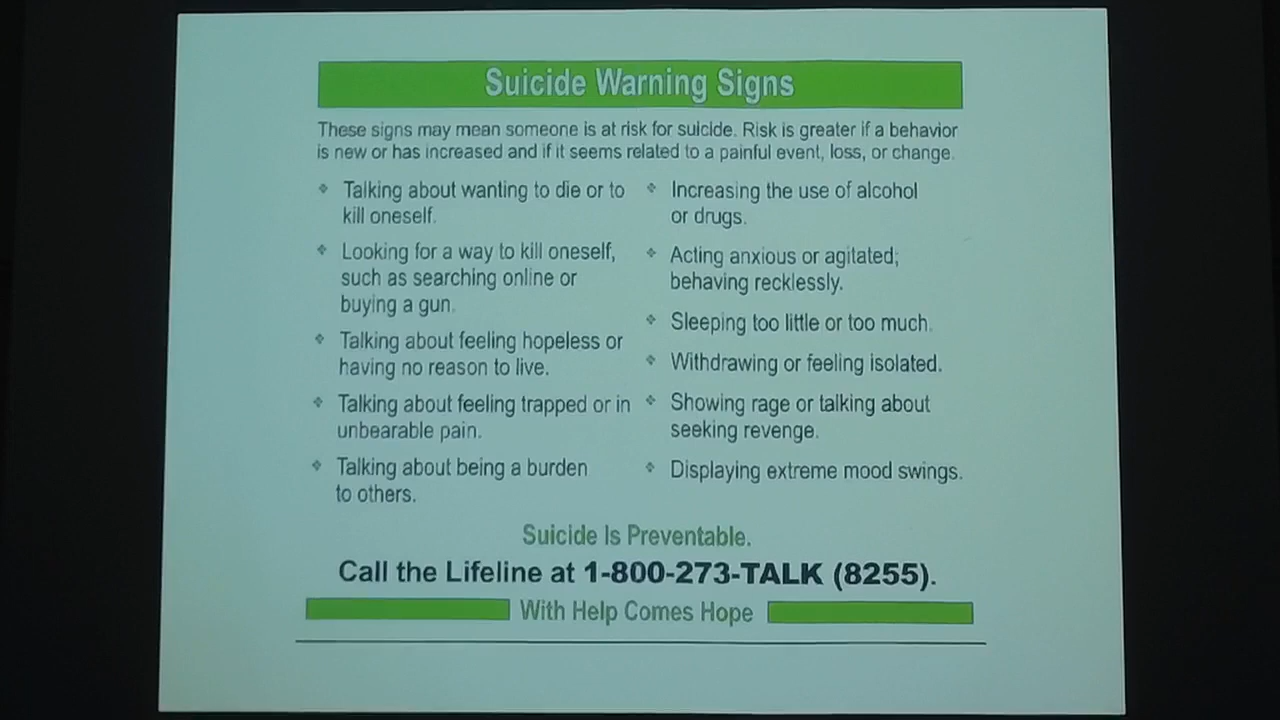 Suicide Warning Signs
These signs may mean someone is at risk for suicide. Risk is greater if a behavior
is new or has increased and if it seems related to a painful event, loss, or change.
Talking about wanting to die or to
kill oneself.
Looking for a way to kill oneself,
such as searching online or
buying a gun.
Talking about feeling hopeless or
having no reason to live.
Talking about feeling trapped or in
unbearable pain.
Talking about being a burden
to others.
Increasing the use of alcohol
or drugs.
Acting anxious or agitated;
behaving recklessly.
Sleeping too little or too much.
Withdrawing or feeling isolated.
Showing rage or talking about
seeking revenge.
Displaying extreme mood swings.
Suicide Is Preventable.
Call the Lifeline at 1-800-273-TALK (8255).
With Help Comes Hope